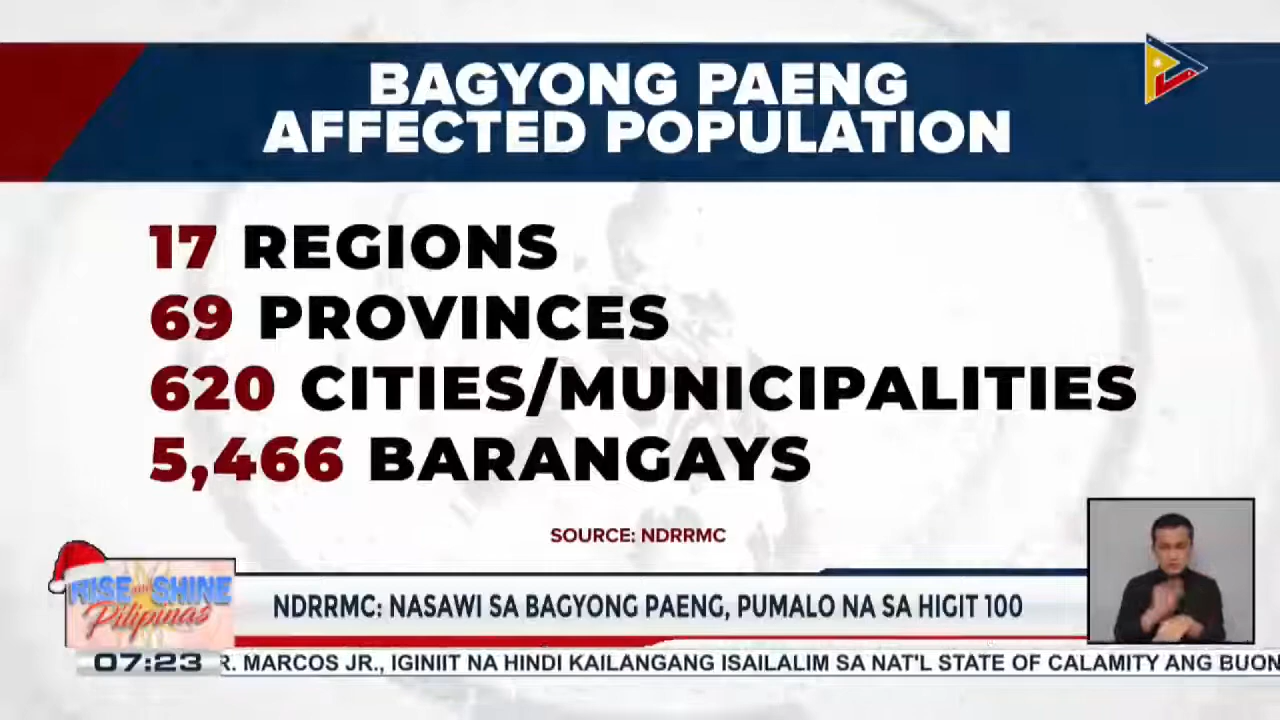 BAGYONG PAENG
AFFECTED POPULATION
17 REGIONS
69 PROVINCES
620 CITIES/MUNICIPALITIES
5,466 BARANGAYS
SOURCE: NDRRMC
RISE AND SHINE
Pilipinas
NDRRMC: NASAWI SA BAGYONG PAENG, PUMALO NA SA HIGIT 100
07:23
R. MARCOS JR., IGINIIT NA HINDI KAILANGANG ISAILALIM SA NAT'L STATE OF CALAMITY ANG BUON